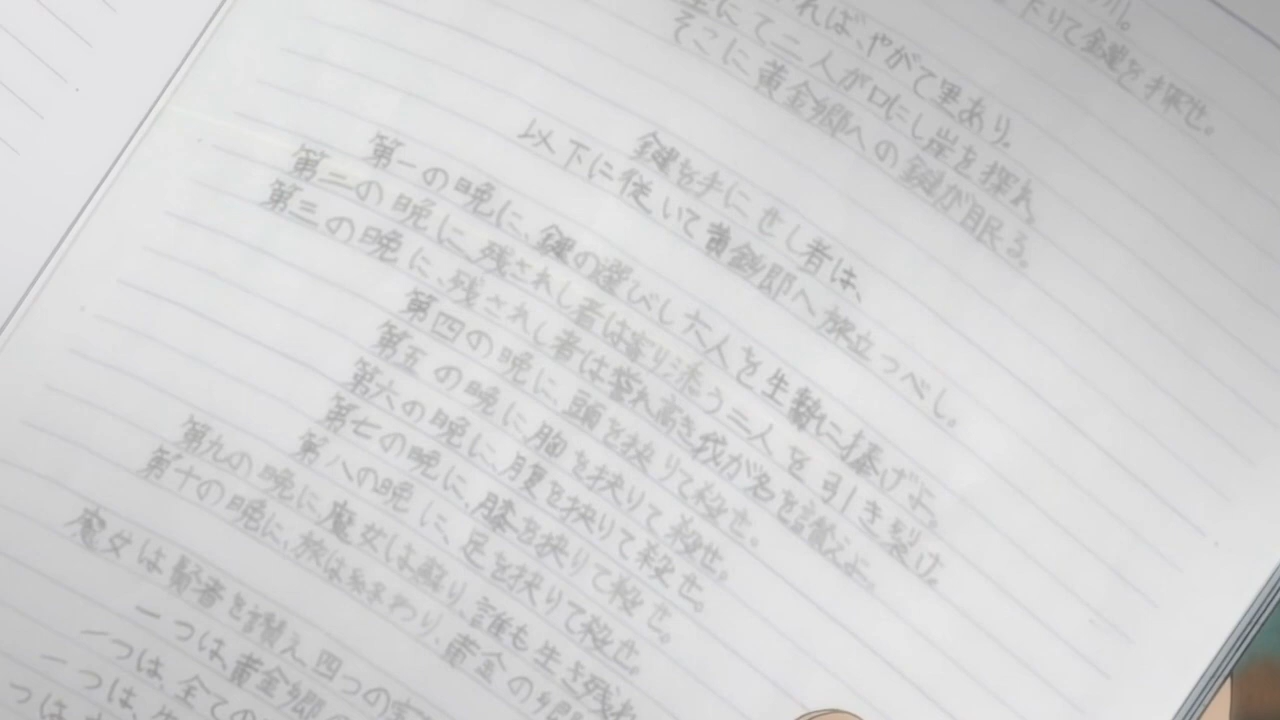 下りて金鍵を探せ。
れば、やがて里あり。
にて二人が口にし岸を探れ
そこに黄金郷への鍵が眠る。
鍵を手にせし者は、
以下に従いて黄金郷へ旅立つべし。
第一の晩に、鍵の選びし六人を生贄に捧げよ。
第二の晩に、残されし者は寄り添う二人を引き裂け。
第三の晩に、残されし者は誉れ高き我が名を讃えよ。
第四の晩に、頭を抉りて殺せ。
第五の晩に、胸を抉りて殺せ。
第六の晩に、腹を抉りて殺せ。
第七の晩に、膝を抉りて殺せ。
第八の晩に、足を抉りて殺せ。
第九の晩に魔女は蘇り、誰も生き残れ
第十の晩に、旅は終わり、黄金の郷
魔女は賢者を讃え、四つの宝
一つは、黄金郷の
一つは、全ての
一つは、
つは、